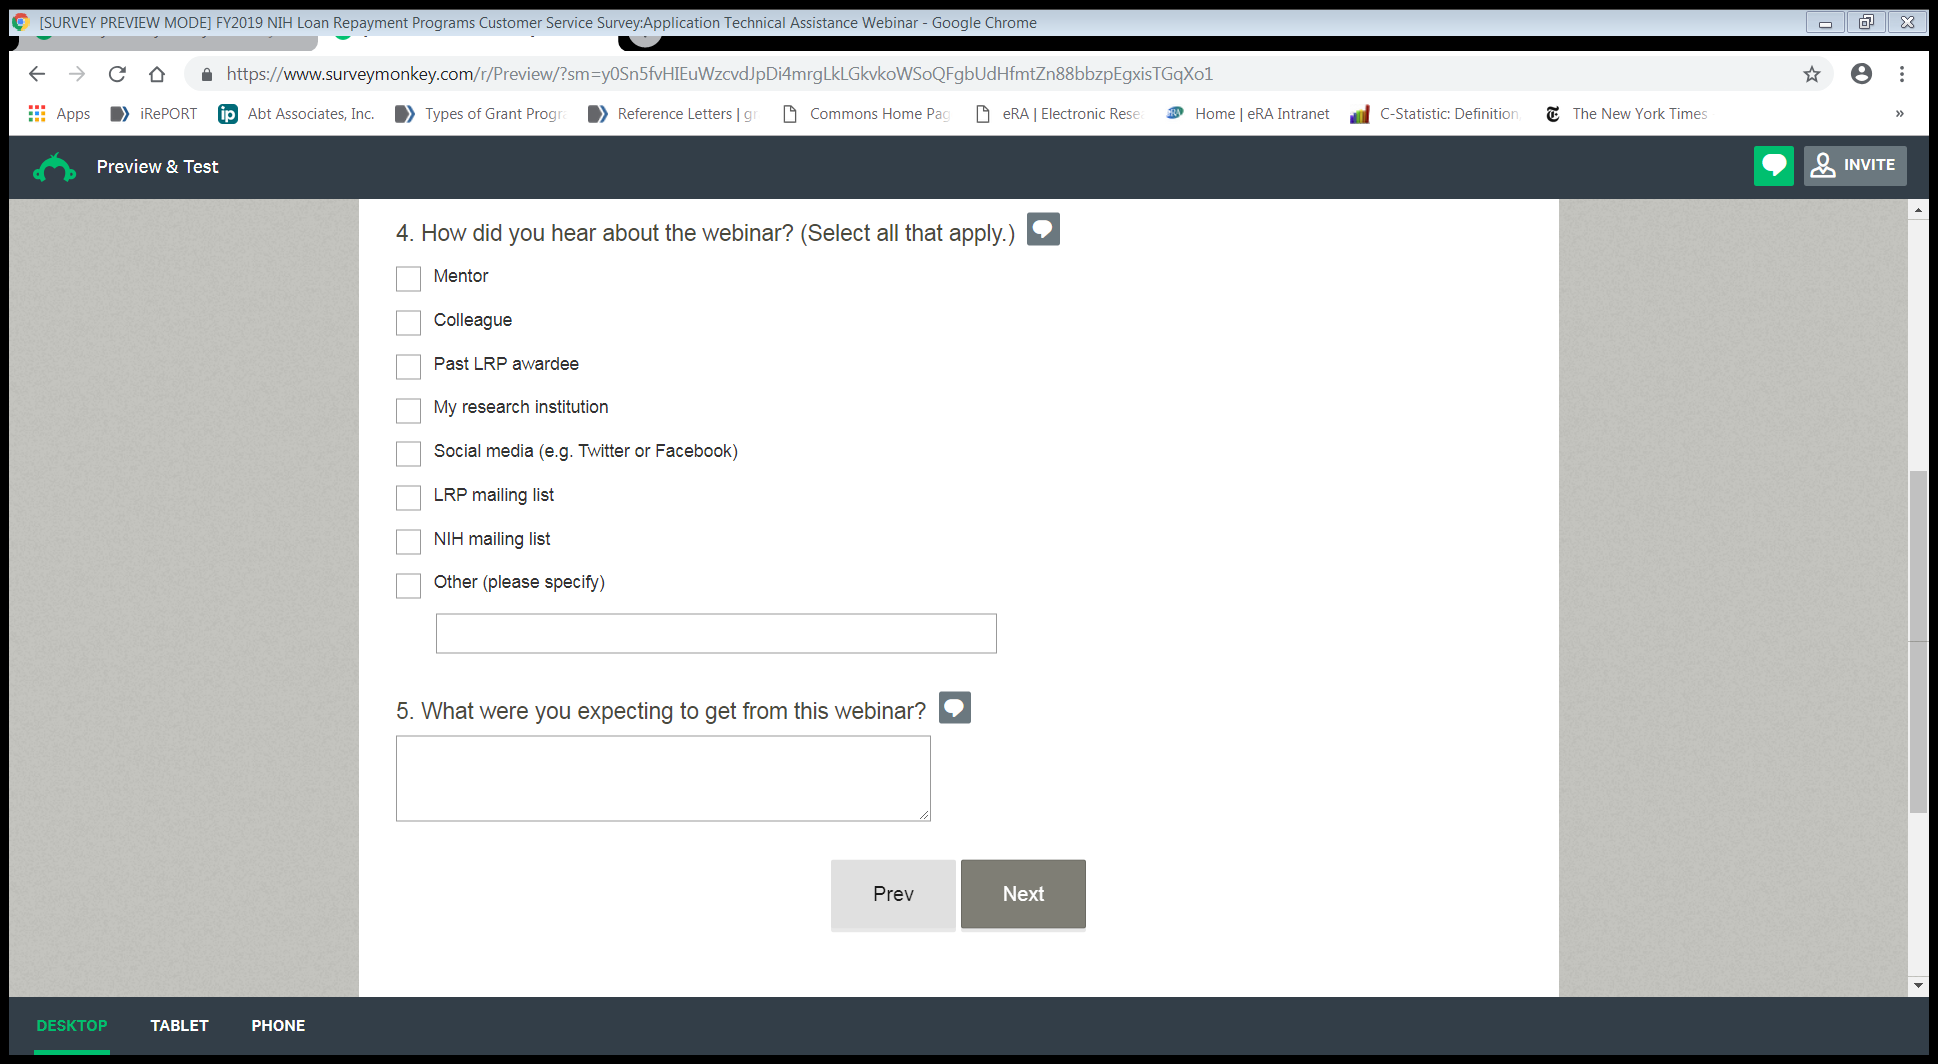 [SURVEY PREVIEW MODE] FY2019 NIH Loan Repayment Programs Customer Service Survey:Application Technical Assistance Webinar - Google Chrome
https://www.surveymonkey.com/r/Preview/?sm=y0Sn5fvHIEuWzcvdJpDi4mrgLkLGkvkoWSoQFgbUdHfmtZn88bbzpEgxisTGqXo1
Apps iRePORT ip Abt Associates, Inc. Types of Grant Progra Reference Letters | gr Commons Home Pag eRA | Electronic Rese Home | eRA Intranet C-Statistic: Definition, The New York Times »
Preview & Test INVITE
4. How did you hear about the webinar? (Select all that apply.)
Mentor
Colleague
Past LRP awardee
My research institution
Social media (e.g. Twitter or Facebook)
LRP mailing list
NIH mailing list
Other (please specify)
5. What were you expecting to get from this webinar?
Prev Next
DESKTOP TABLET PHONE